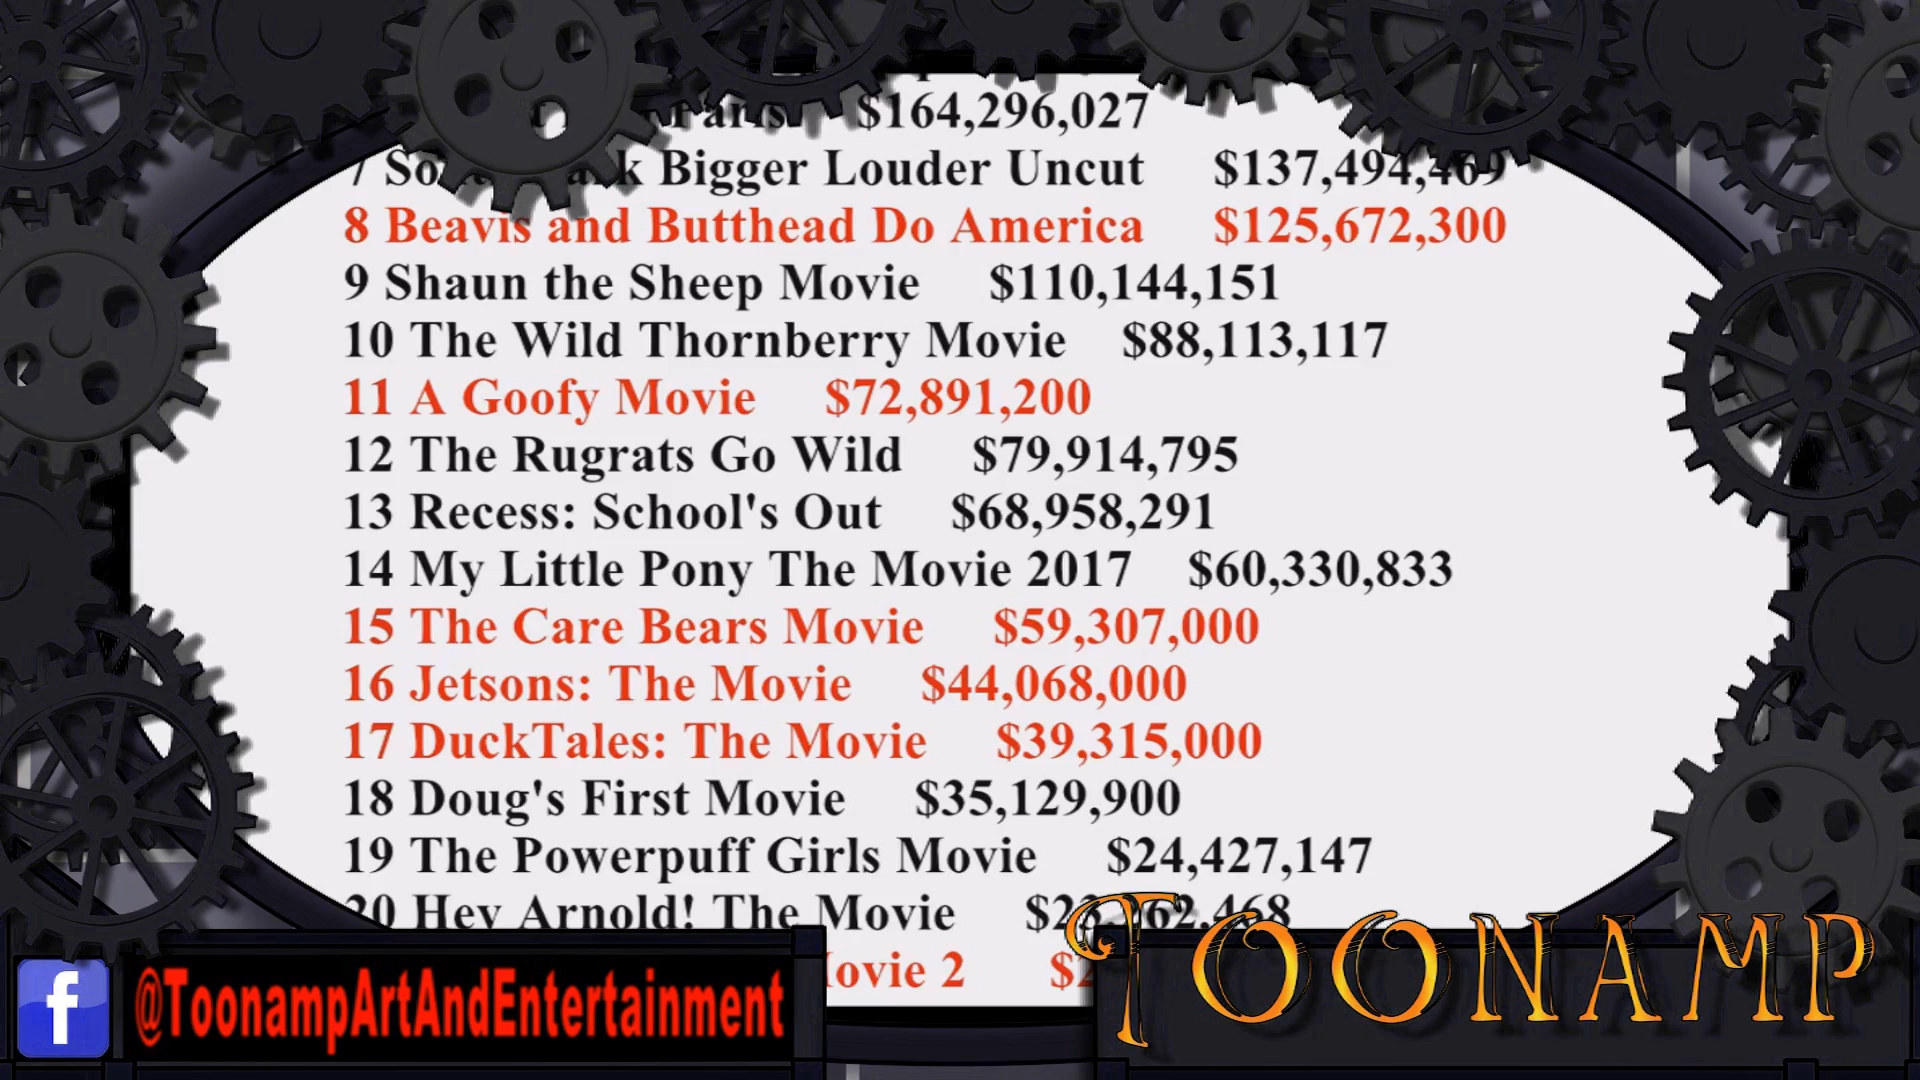 $164,296,027
7 Bigger Louder Uncut $137,494,469
8 Beavis and Butthead Do America $125,672,300
9 Shaun the Sheep Movie $110,144,151
10 The Wild Thornberry Movie $88,113,117
11 A Goofy Movie $72,891,200
12 The Rugrats Go Wild $79,914,795
13 Recess: School's Out $68,958,291
14 My Little Pony The Movie 2017 $60,330,833
15 The Care Bears Movie $59,307,000
16 Jetsons: The Movie $44,068,000
17 DuckTales: The Movie $39,315,000
18 Doug's First Movie $35,129,900
19 The Powerpuff Girls Movie $24,427,147
20 Hey Arnold! The Movie
2
f @ToonampArtAndEntertainment
TOONAMP